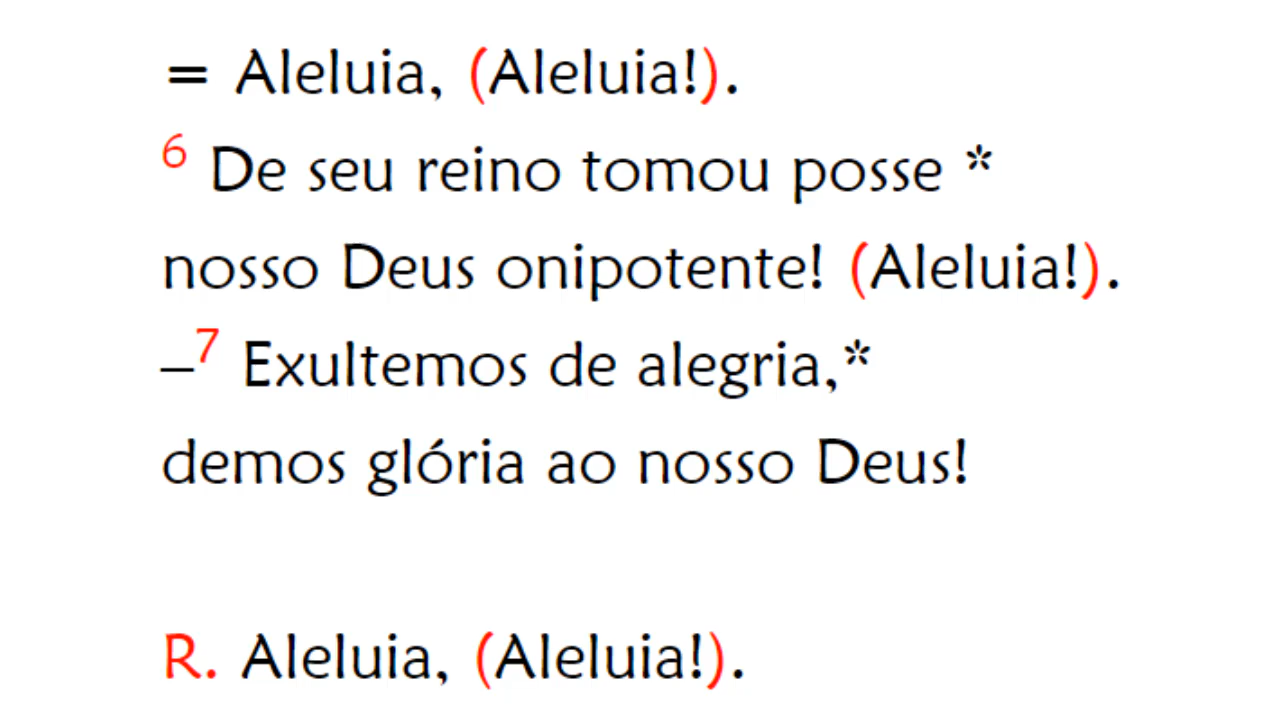 = Aleluia, (Aleluia!).
6 De seu reino tomou posse *
nosso Deus onipotente! (Aleluia!).
–7 Exultemos de alegria,*
demos glória ao nosso Deus!
R. Aleluia, (Aleluia!).